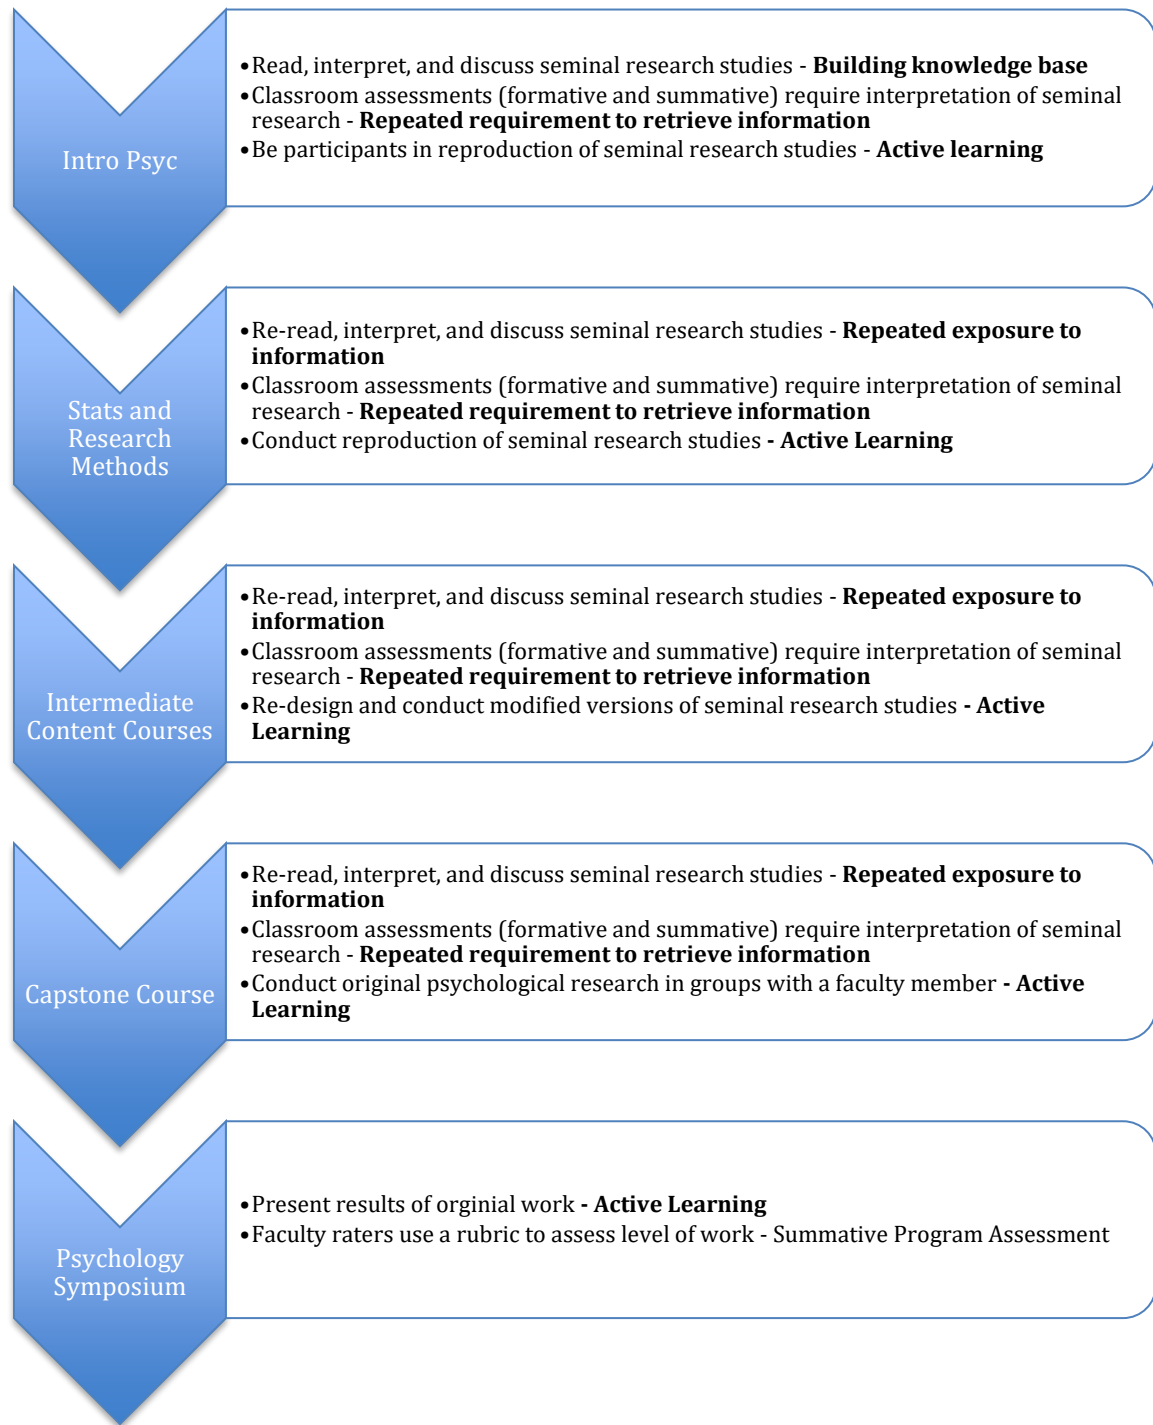 Intro Psyc
•Read, interpret, and discuss seminal research studies - Building knowledge base
•Classroom assessments (formative and summative) require interpretation of seminal
research - Repeated requirement to retrieve information
•Be participants in reproduction of seminal research studies - Active learning
Stats and
Research
Methods
•Re-read, interpret, and discuss seminal research studies - Repeated exposure to
information
•Classroom assessments (formative and summative) require interpretation of seminal
research - Repeated requirement to retrieve information
•Conduct reproduction of seminal research studies - Active Learning
Intermediate
Content Courses
•Re-read, interpret, and discuss seminal research studies - Repeated exposure to
information
•Classroom assessments (formative and summative) require interpretation of seminal
research - Repeated requirement to retrieve information
•Re-design and conduct modified versions of seminal research studies - Active
Learning
Capstone Course
•Re-read, interpret, and discuss seminal research studies - Repeated exposure to
information
•Classroom assessments (formative and summative) require interpretation of seminal
research - Repeated requirement to retrieve information
•Conduct original psychological research in groups with a faculty member - Active
Learning
Psychology
Symposium
•Present results of orginial work - Active Learning
•Faculty raters use a rubric to assess level of work - Summative Program Assessment